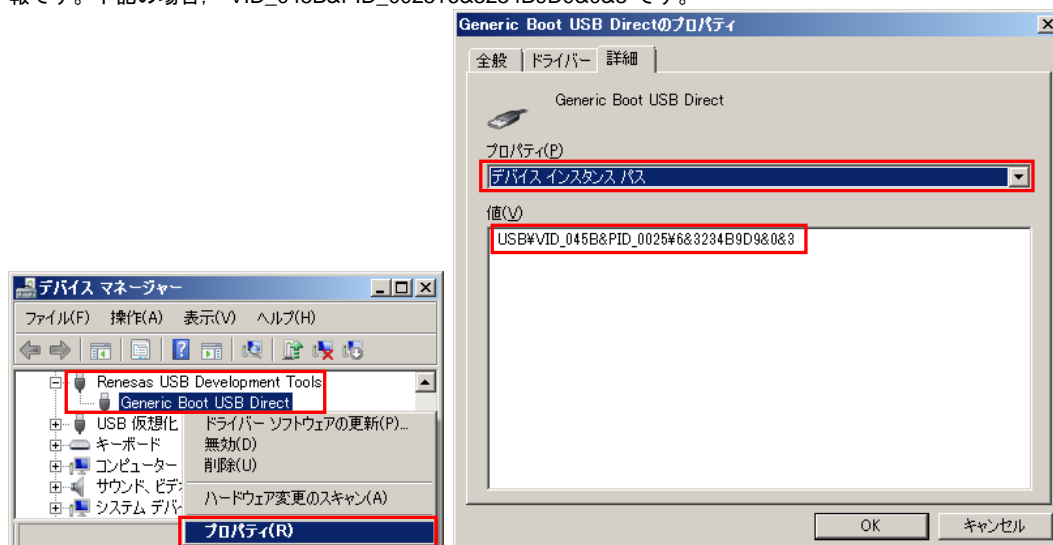 Generic Boot USB Directのプロパティ
全般
ドライバー
詳細
Generic Boot USB Direct
プロパティ(P)
デバイス インスタンス パス
値(V)
USB¥VID_045B&PID_0025¥6&3234B9D9&0&3
OK
キャンセル
デバイス マネージャー
ファイル(F) 操作(A) 表示(V) ヘルプ(H)
Renesas USB Development Tools
Generic Boot USB Direct
USB 仮想化
キーボード
コンピューター
サウンド、ビデ
システム デバイ
ドライバー ソフトウェアの更新(P)...
無効(D)
削除(U)
ハードウェア変更のスキャン(A)
プロパティ(R)